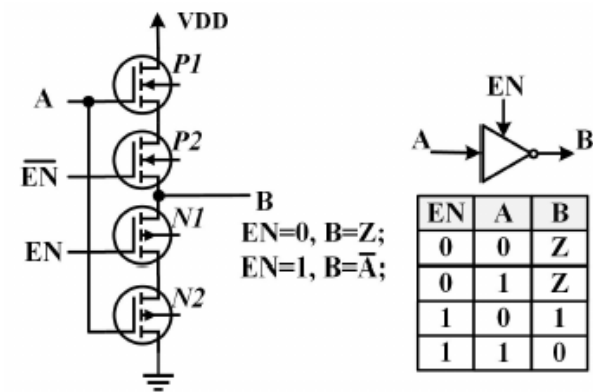 VDD
P1
A
P2
E̅N̅
B
N1
EN=0, B=Z;
EN
EN=1, B=A̅;
N2
EN
A
B
EN A B
0 0 Z
0 1 Z
1 0 1
1 1 0